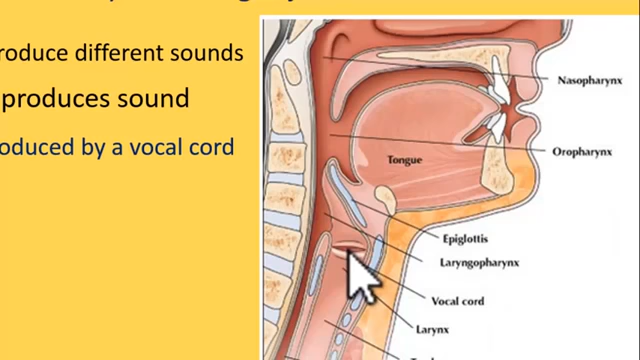 roduce different sounds
produces sound
oduced by a vocal cord
Nasopharynx
Oropharynx
Tongue
Epiglottis
Laryngopharynx
Vocal cord
Larynx